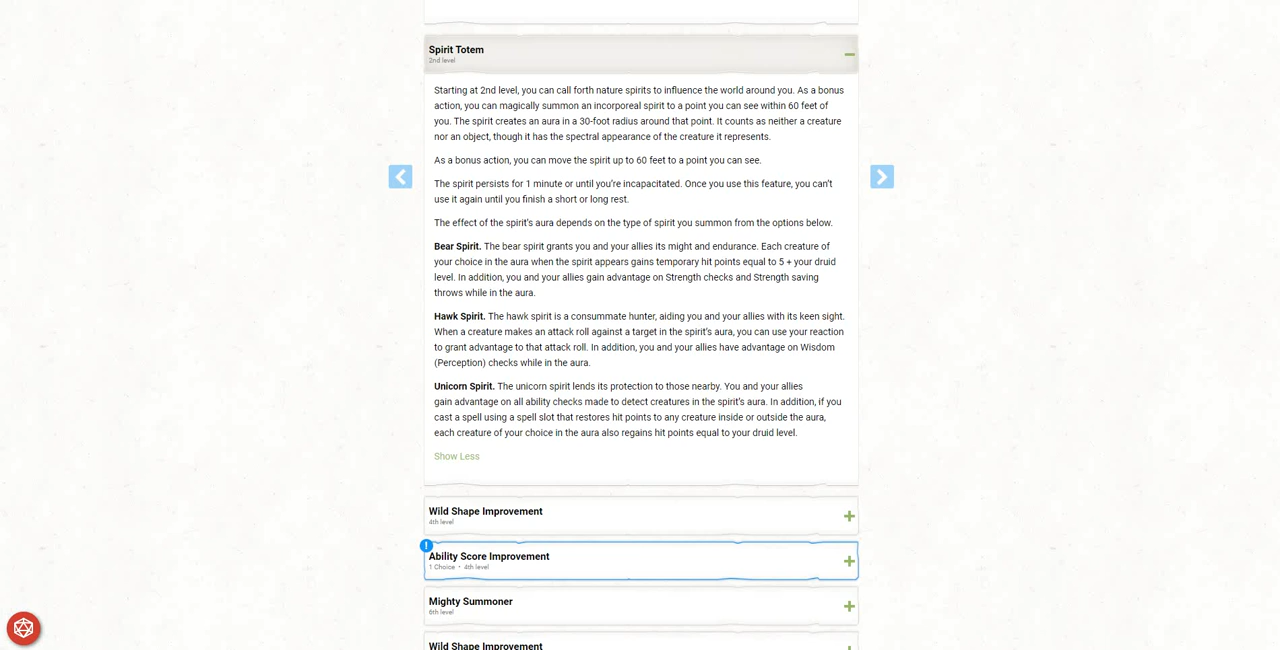 Spirit Totem
2nd level
Starting at 2nd level, you can call forth nature spirits to influence the world around you. As a bonus
action, you can magically summon an incorporeal spirit to a point you can see within 60 feet of
you. The spirit creates an aura in a 30-foot radius around that point. It counts as neither a creature
nor an object, though it has the spectral appearance of the creature it represents.
As a bonus action, you can move the spirit up to 60 feet to a point you can see.
The spirit persists for 1 minute or until you’re incapacitated. Once you use this feature, you can’t
use it again until you finish a short or long rest.
The effect of the spirit’s aura depends on the type of spirit you summon from the options below.
Bear Spirit. The bear spirit grants you and your allies its might and endurance. Each creature of
your choice in the aura when the spirit appears gains temporary hit points equal to 5 + your druid
level. In addition, you and your allies gain advantage on Strength checks and Strength saving
throws while in the aura.
Hawk Spirit. The hawk spirit is a consummate hunter, aiding you and your allies with its keen sight.
When a creature makes an attack roll against a target in the spirit’s aura, you can use your reaction
to grant advantage to that attack roll. In addition, you and your allies have advantage on Wisdom
(Perception) checks while in the aura.
Unicorn Spirit. The unicorn spirit lends its protection to those nearby. You and your allies
gain advantage on all ability checks made to detect creatures in the spirit’s aura. In addition, if you
cast a spell using a spell slot that restores hit points to any creature inside or outside the aura,
each creature of your choice in the aura also regains hit points equal to your druid level.
Show Less
Wild Shape Improvement
4th level
!
Ability Score Improvement
1 Choice • 4th level
Mighty Summoner
6th level
Wild Shape Improvement